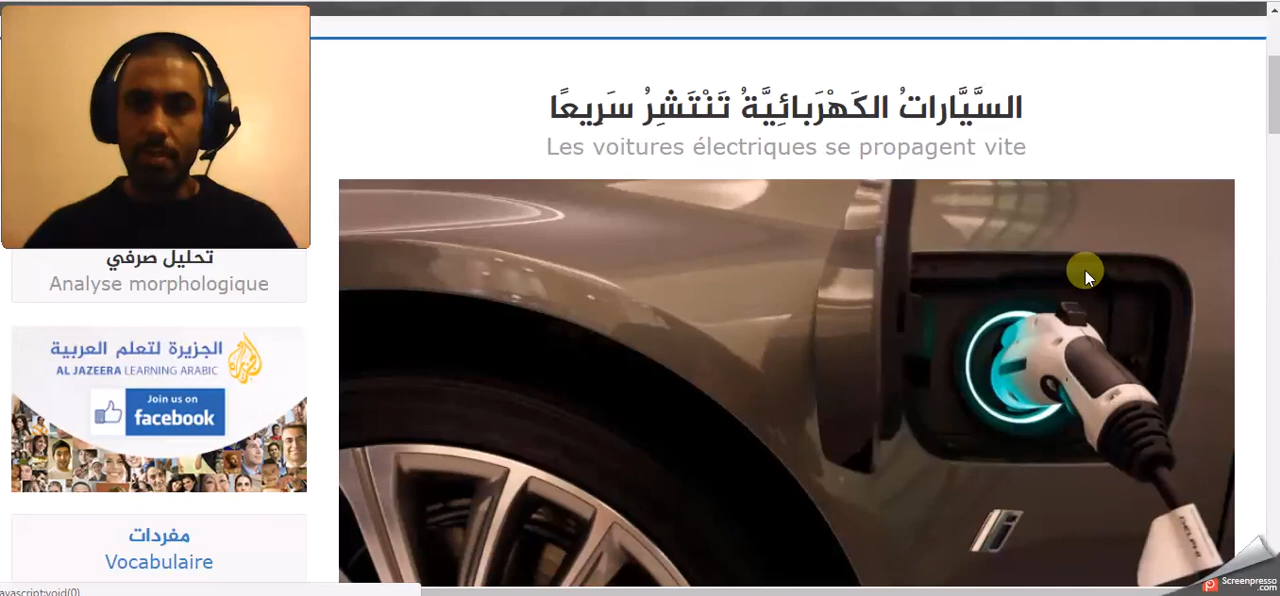 السَّيَّاراتُ الكَهْرَبائِيَّةُ تَنْتَشِرُ سَرِيعًا
Les voitures électriques se propagent vite
تحليل صرفي
Analyse morphologique
الجزيرة لتعلم العربية
AL JAZEERA LEARNING ARABIC
Join us on
facebook
مفردات
Vocabulaire
avascript:void(0)
DELPHI
i
Screenpresso
.com